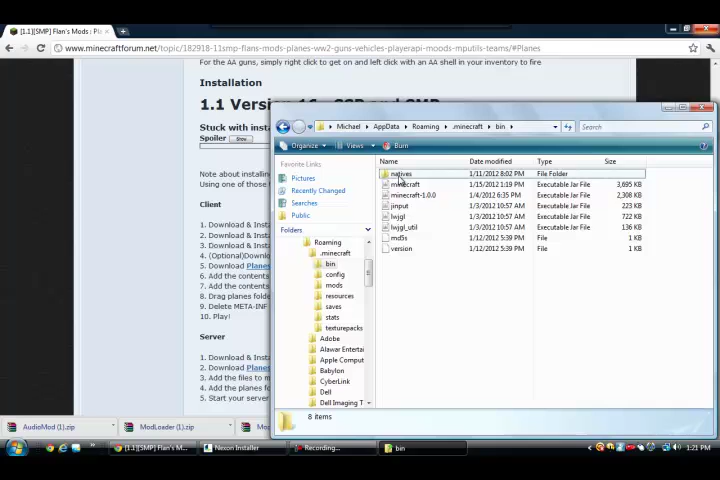 [1.1][SMP] Flan's Mods : Pla
www.minecraftforum.net/topic/182918-11smp-flans-mods-planes-ww2-guns-vehicles-playerapi-moods-mputils-teams/#Planes
For the AA guns, simply right click to get on and left click with an AA shell in your inventory to fire
Installation
1.1 Version 16
Stuck with inst
Spoiler Show
Note about installin
Using one of those
Client
1. Download & Insta
2. Download & Insta
3. Download & Insta
4. (Optional)Downlo
5. Download Planes
6. Add the contents
7. Add the contents
8. Drag planes folde
9. Delete META-INF
10. Play!
Server
1. Download & Insta
2. Download Planes
3. Add the files to m
4. Add the planes fo
5. Start your server
Michael AppData Roaming .minecraft bin
Search
Organize Views Burn
Favorite Links
Pictures
Recently Changed
Searches
Public
Folders
Roaming
.minecraft
bin
config
mods
resources
saves
stats
texturepacks
Adobe
Alawar Entertai
Apple Comput
Babylon
CyberLink
Dell
Dell Imaging T
Name Date modified Type Size
natives 1/11/2012 8:02 PM File Folder
minecraft 1/15/2012 1:19 PM Executable Jar File 3,695 KB
minecraft-1.0.0 1/4/2012 6:35 PM Executable Jar File 2,308 KB
jinput 1/3/2012 10:57 AM Executable Jar File 223 KB
lwjgl 1/3/2012 10:57 AM Executable Jar File 722 KB
lwjgl_util 1/3/2012 10:57 AM Executable Jar File 136 KB
md5s 1/12/2012 5:39 PM File 1 KB
version 1/12/2012 5:39 PM File 1 KB
8 items
AudioMod (1).zip
ModLoader (1).zip
Mo
[1.1][SMP] Flan's M...
Nexon Installer
Recording...
bin
1:21 PM